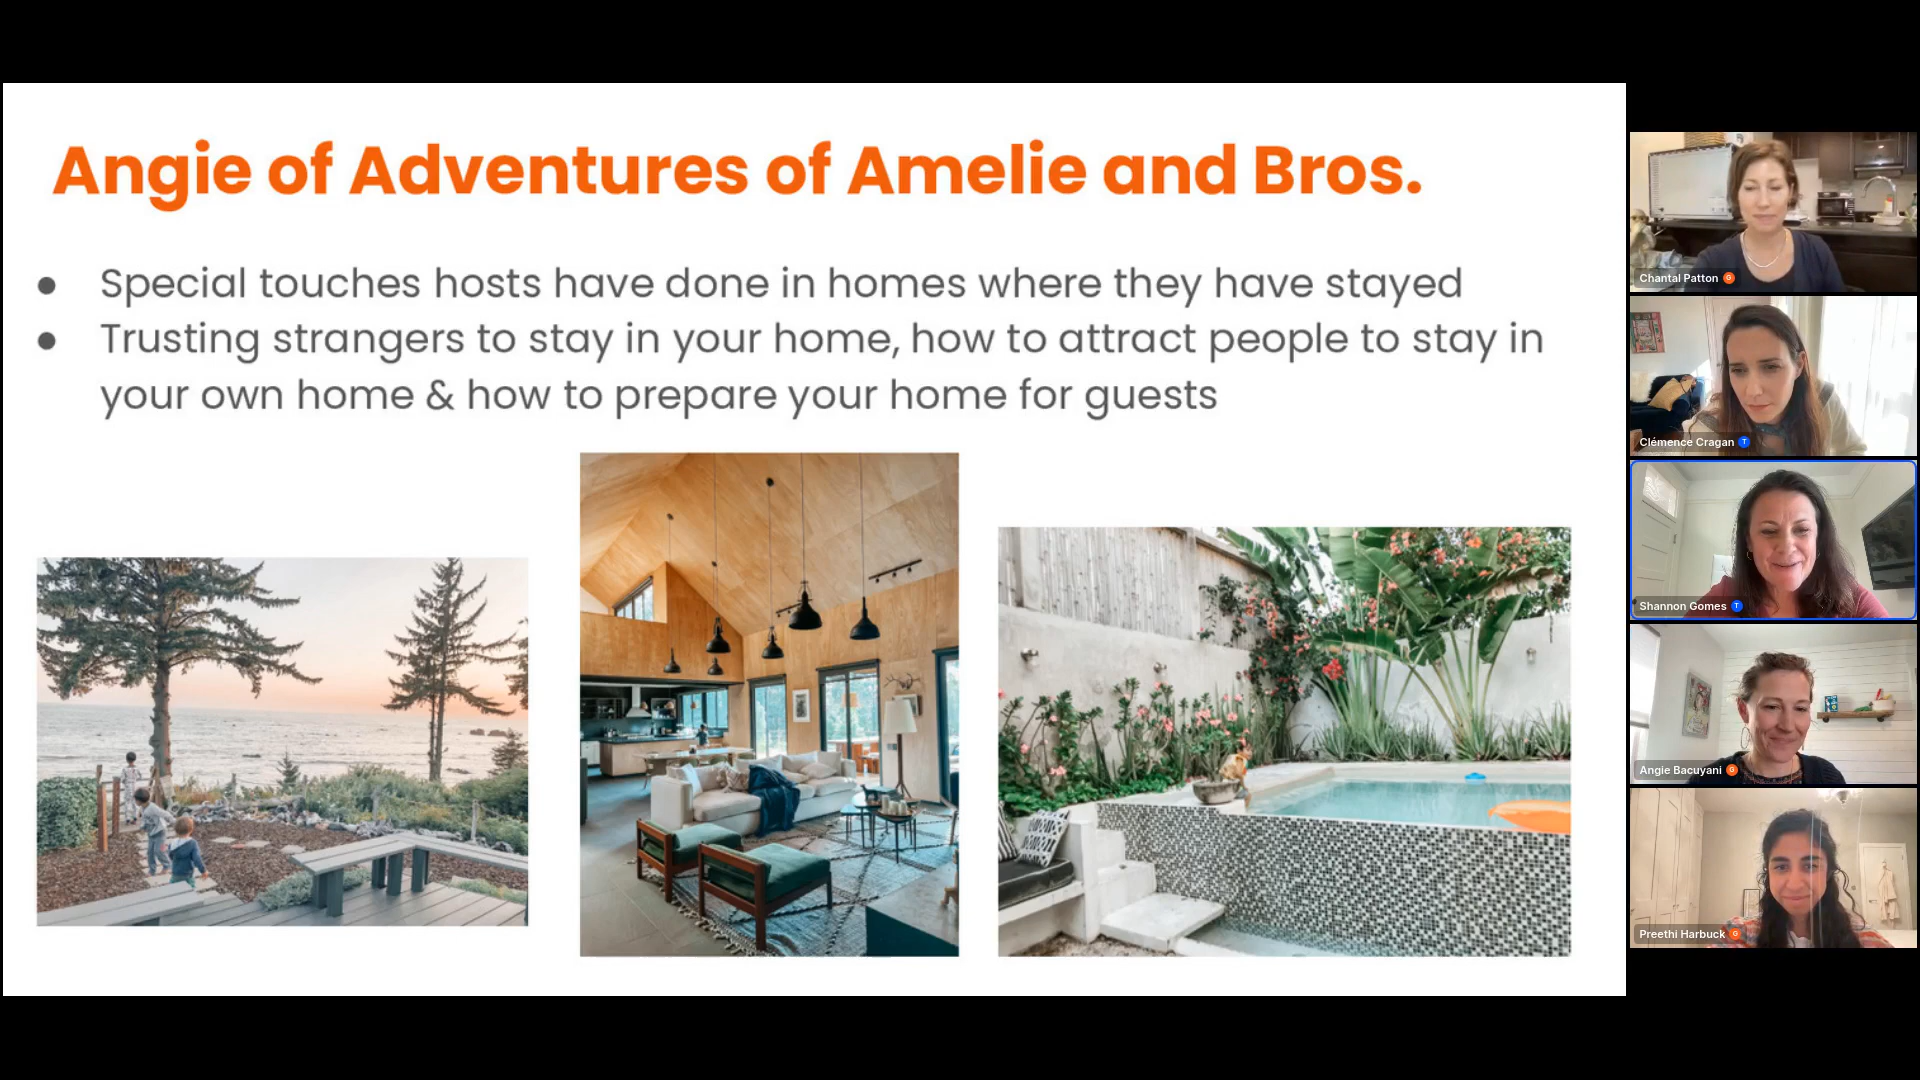 Angie of Adventures of Amelie and Bros.
● Special touches hosts have done in homes where they have stayed
● Trusting strangers to stay in your home, how to attract people to stay in
your own home & how to prepare your home for guests
Chantal Patton G
Clémence Cragan T
Shannon Gomes T
Angie Bacuyani G
Preethi Harbuck G